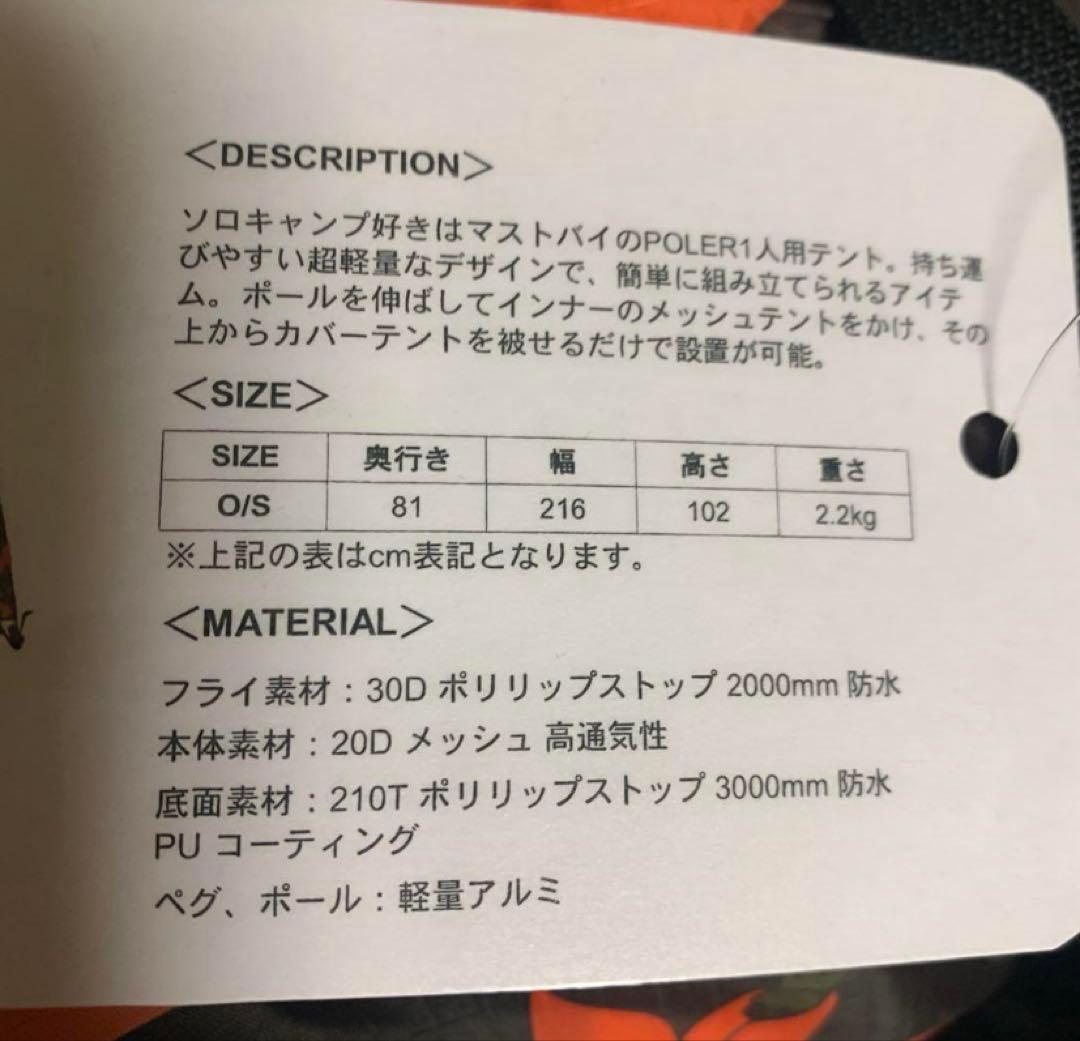 ＜DESCRIPTION＞
ソロキャンプ好きはマストバイのPOLER1人用テント。持ち運
びやすい超軽量なデザインで、簡単に組み立てられるアイテ
ム。ポールを伸ばしてインナーのメッシュテントをかけ、その
上からカバーテントを被せるだけで設置が可能。
＜SIZE＞
SIZE 奥行き 幅 高さ 重さ
O/S 81 216 102 2.2kg
※上記の表はcm表記となります。
＜MATERIAL＞
フライ素材：30D ポリリップストップ 2000mm 防水
本体素材：20D メッシュ 高通気性
底面素材：210T ポリリップストップ 3000mm 防水
PU コーティング
ペグ、ポール：軽量アルミ